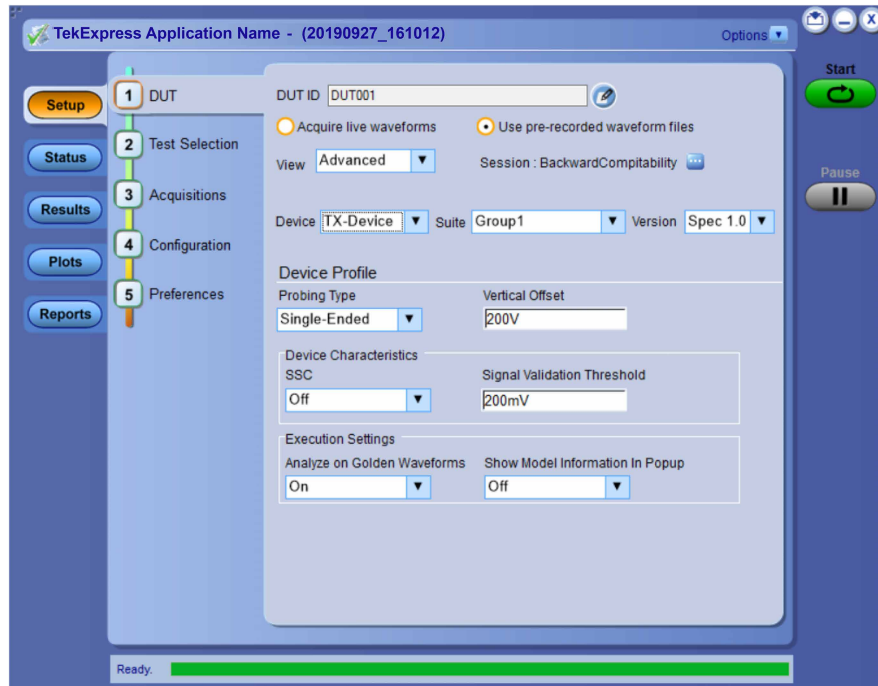 TekExpress Application Name - (20190927_161012)
Options
Start
Pause
Setup
Status
Results
Plots
Reports
1 DUT
2 Test Selection
3 Acquisitions
4 Configuration
5 Preferences
DUT ID DUT001
Acquire live waveforms Use pre-recorded waveform files
View Advanced Session : BackwardCompitability ...
Device TX-Device Suite Group1 Version Spec 1.0
Device Profile
Probing Type Vertical Offset
Single-Ended 200V
Device Characteristics
SSC Signal Validation Threshold
Off 200mV
Execution Settings
Analyze on Golden Waveforms Show Model Information In Popup
On Off
Ready.